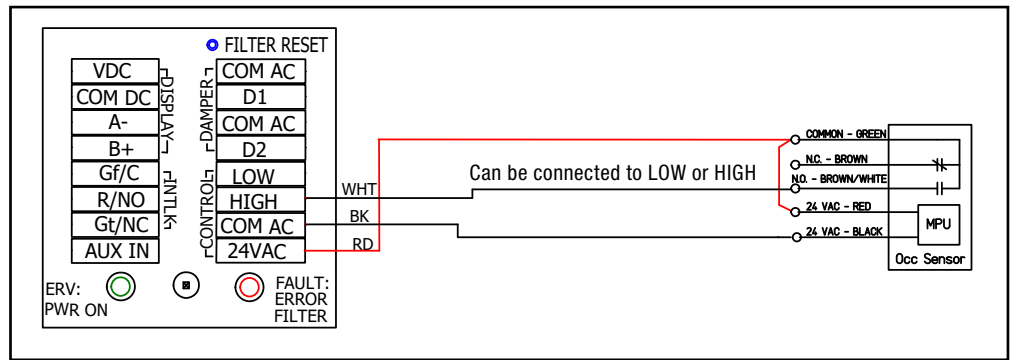 FILTER RESET
VDC
COM DC
A-
B+
Gf/C
R/NO
Gt/NC
AUX IN
DISPLAY
INTLK
DAMPER
CONTROL
COM AC
D1
COM AC
D2
LOW
HIGH
COM AC
24VAC
ERV:
PWR ON
FAULT:
ERROR
FILTER
WHT
BK
RD
Can be connected to LOW or HIGH
COMMON - GREEN
N.C. - BROWN
N.O. - BROWN/WHITE
24 VAC - RED
24 VAC - BLACK
MPU
Occ Sensor